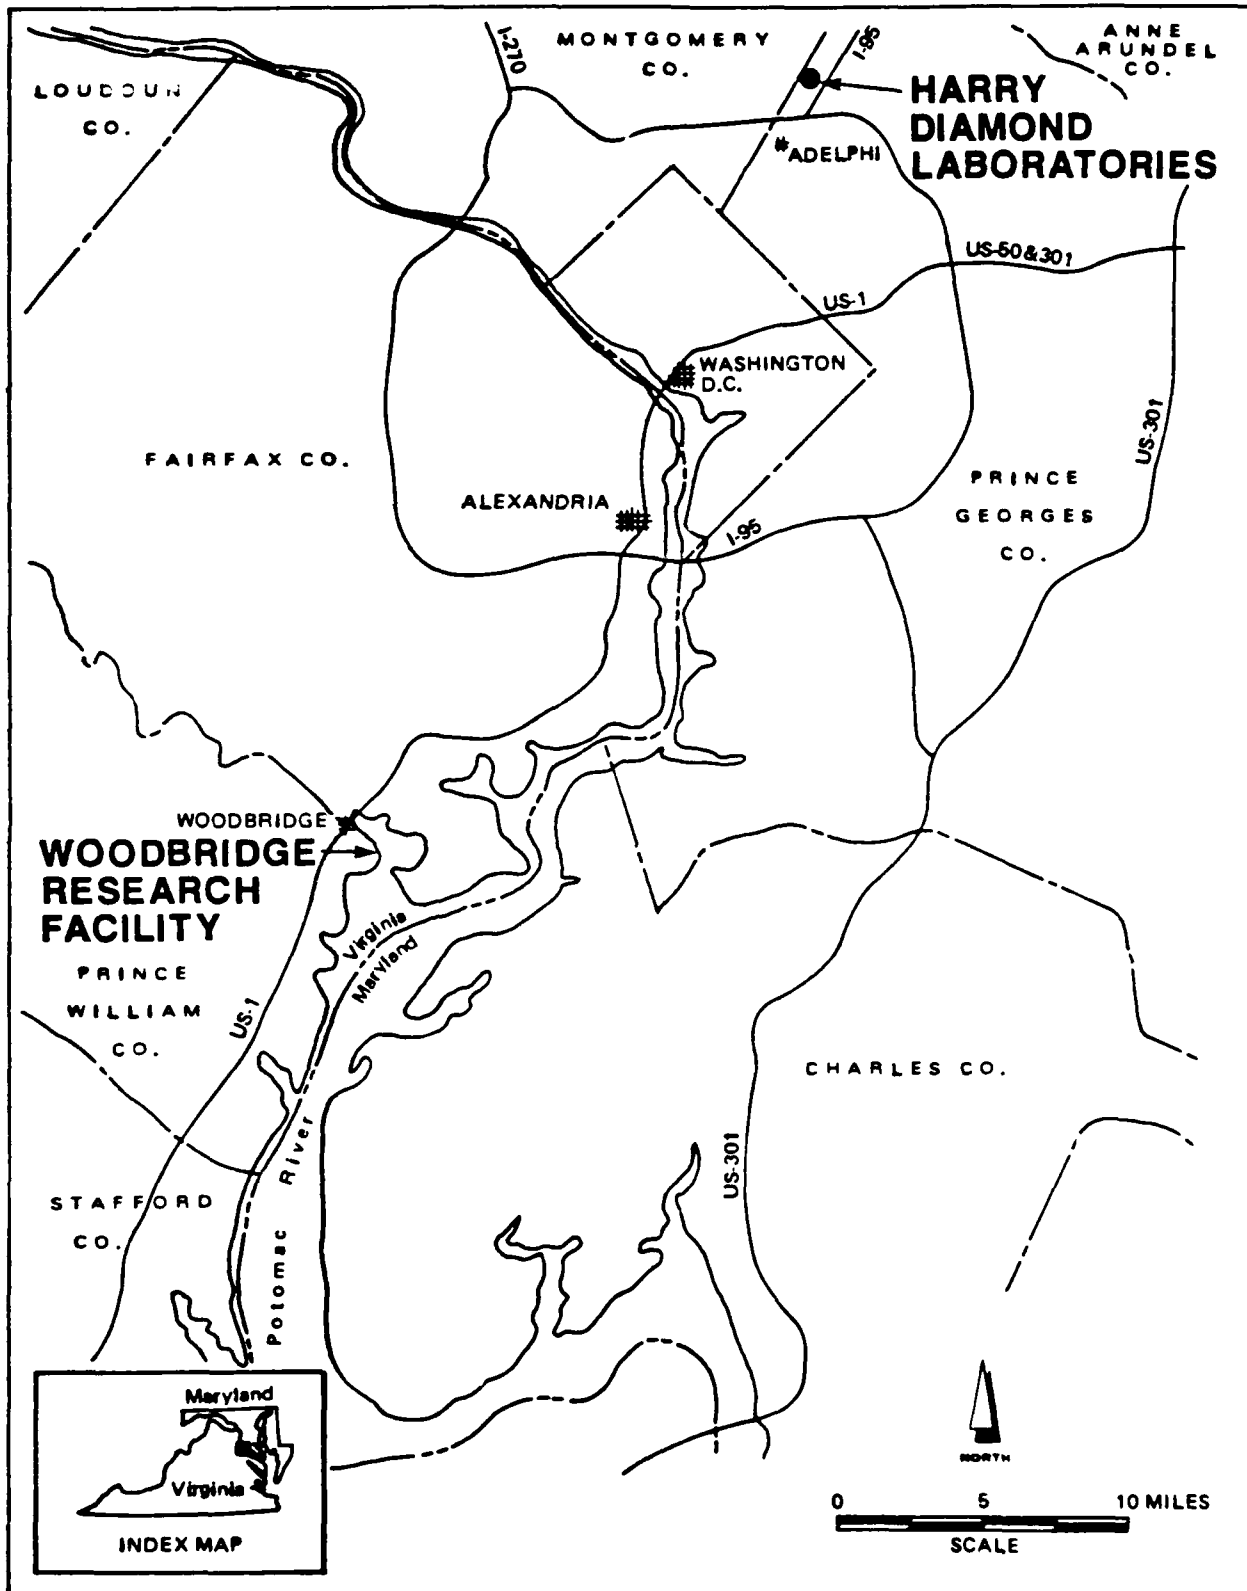 I-270
MONTGOMERY
CO.
I-95
ANNE
ARUNDEL
CO.
LOUDOUN
CO.
HARRY
DIAMOND
LABORATORIES
ADELPHI
US-50&301
US-1
WASHINGTON
D.C.
US-301
FAIRFAX CO.
ALEXANDRIA
I-95
PRINCE
GEORGES
CO.
WOODBRIDGE
WOODBRIDGE
RESEARCH
FACILITY
Virginia
Maryland
PRINCE
WILLIAM
CO.
US-1
CHARLES CO.
Potomac River
US-301
STAFFORD
CO.
Maryland
Virginia
INDEX MAP
NORTH
0 5 10 MILES
SCALE